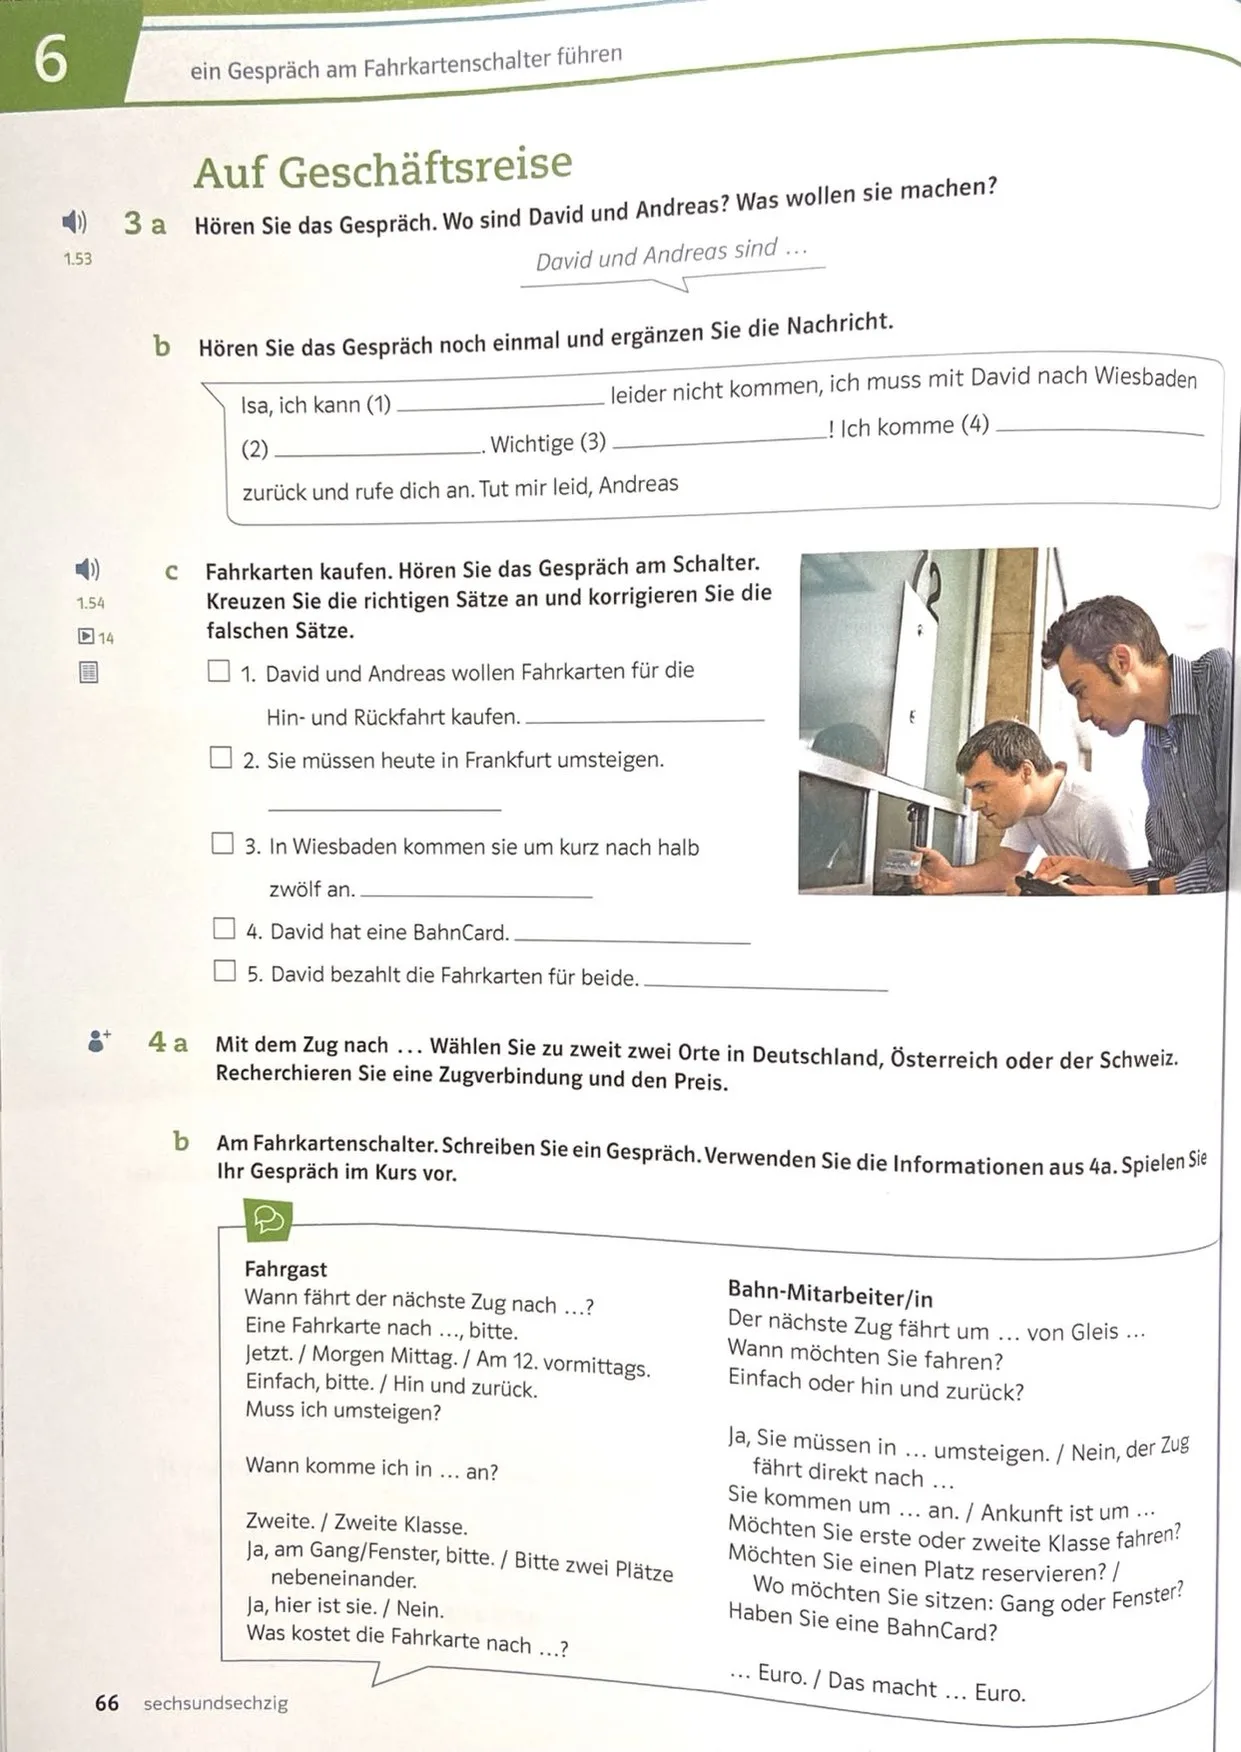 6
ein Gespräch am Fahrkartenschalter führen
Auf Geschäftsreise
3 a Hören Sie das Gespräch. Wo sind David und Andreas? Was wollen sie machen?
1.53
David und Andreas sind ...
b Hören Sie das Gespräch noch einmal und ergänzen Sie die Nachricht.
Isa, ich kann (1) ____________ leider nicht kommen, ich muss mit David nach Wiesbaden
(2) ____________. Wichtige (3) ____________! Ich komme (4) ____________
zurück und rufe dich an. Tut mir leid, Andreas
c Fahrkarten kaufen. Hören Sie das Gespräch am Schalter.
1.54
Kreuzen Sie die richtigen Sätze an und korrigieren Sie die
14
falschen Sätze.
1. David und Andreas wollen Fahrkarten für die
Hin- und Rückfahrt kaufen. ____________
2. Sie müssen heute in Frankfurt umsteigen.
____________
3. In Wiesbaden kommen sie um kurz nach halb
zwölf an. ____________
4. David hat eine BahnCard. ____________
5. David bezahlt die Fahrkarten für beide. ____________
4 a Mit dem Zug nach ... Wählen Sie zu zweit zwei Orte in Deutschland, Österreich oder der Schweiz.
Recherchieren Sie eine Zugverbindung und den Preis.
b Am Fahrkartenschalter. Schreiben Sie ein Gespräch. Verwenden Sie die Informationen aus 4a. Spielen Sie
Ihr Gespräch im Kurs vor.
Fahrgast
Wann fährt der nächste Zug nach ...?
Eine Fahrkarte nach ..., bitte.
Jetzt. / Morgen Mittag. / Am 12. vormittags.
Einfach, bitte. / Hin und zurück.
Muss ich umsteigen?
Wann komme ich in ... an?
Zweite. / Zweite Klasse.
Ja, am Gang/Fenster, bitte. / Bitte zwei Plätze
nebeneinander.
Ja, hier ist sie. / Nein.
Was kostet die Fahrkarte nach ...?
Bahn-Mitarbeiter/in
Der nächste Zug fährt um ... von Gleis ...
Wann möchten Sie fahren?
Einfach oder hin und zurück?
Ja, Sie müssen in ... umsteigen. / Nein, der Zug
fährt direkt nach ...
Sie kommen um ... an. / Ankunft ist um ...
Möchten Sie erste oder zweite Klasse fahren?
Möchten Sie einen Platz reservieren? /
Wo möchten Sie sitzen: Gang oder Fenster?
Haben Sie eine BahnCard?
... Euro. / Das macht ... Euro.
66 sechsundsechzig